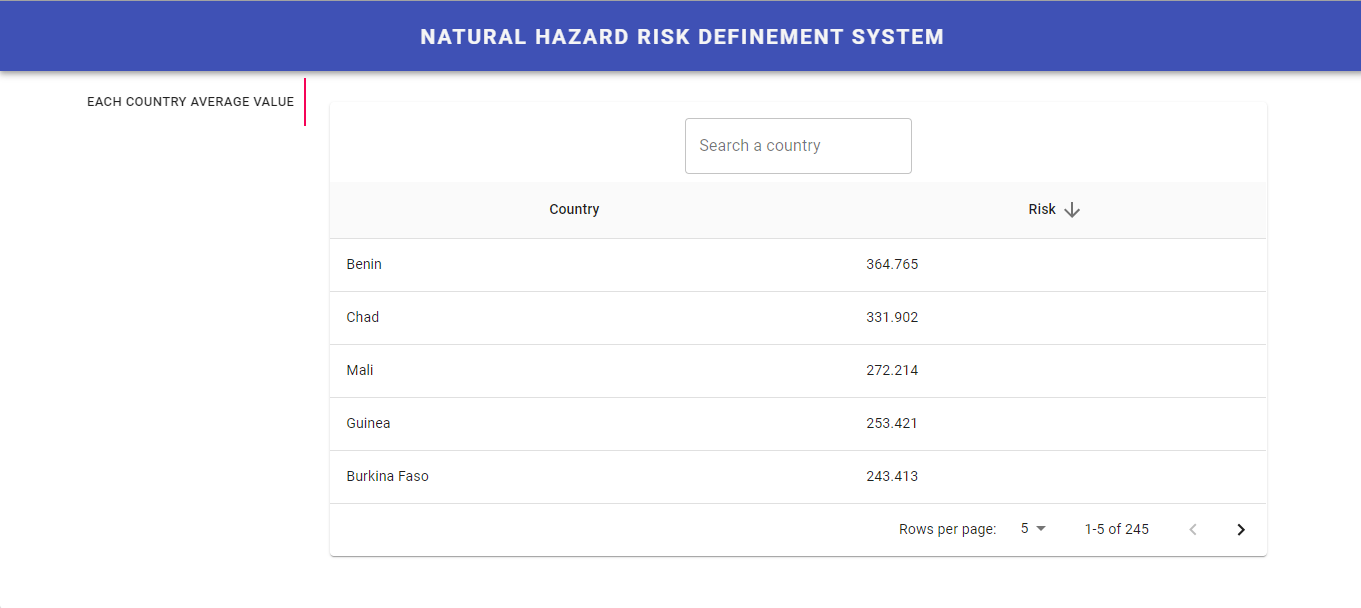 NATURAL HAZARD RISK DEFINEMENT SYSTEM
EACH COUNTRY AVERAGE VALUE
Search a country
Country Risk
Benin 364.765
Chad 331.902
Mali 272.214
Guinea 253.421
Burkina Faso 243.413
Rows per page: 5 1-5 of 245